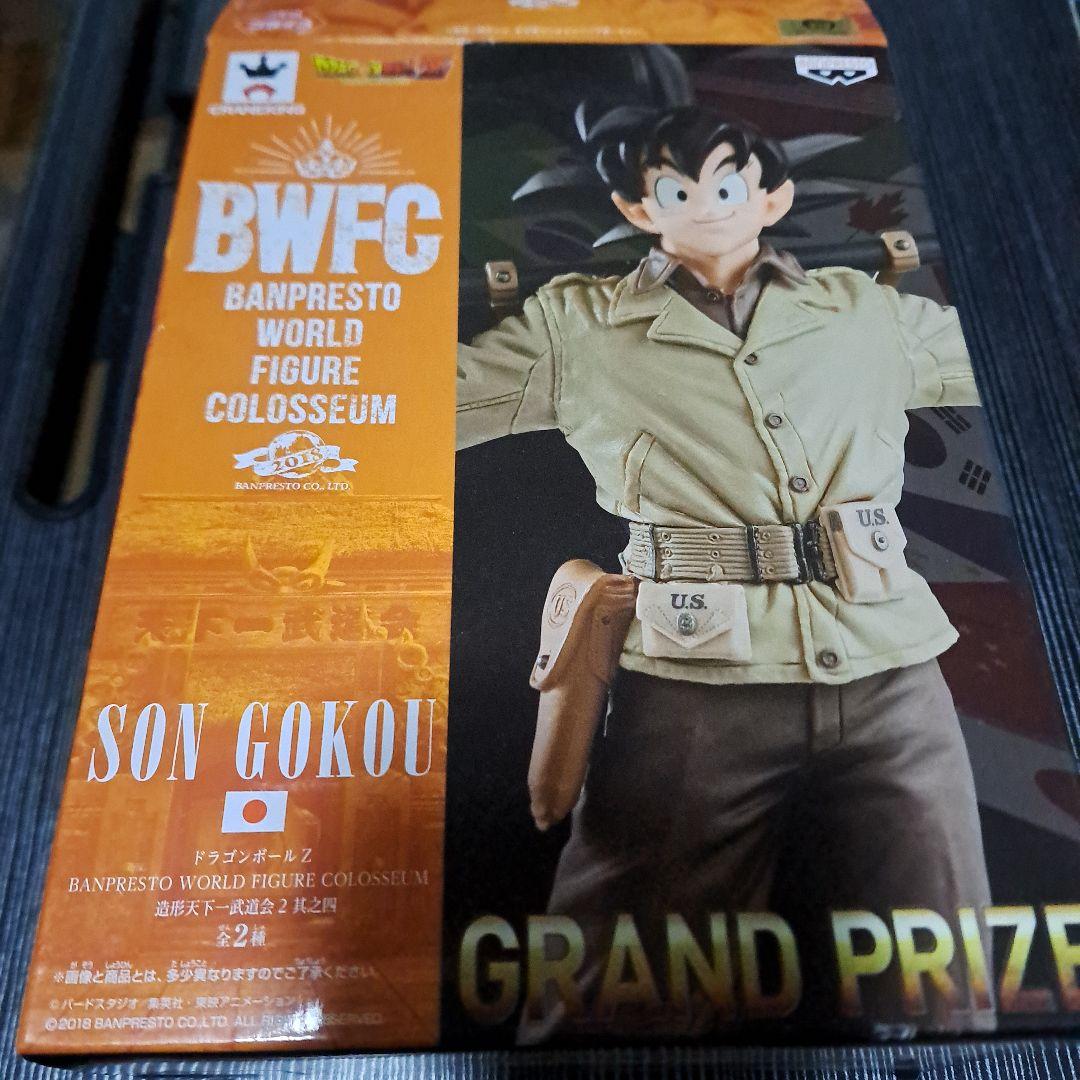 CRANEKING
DRAGONBALL Z
BANPRESTO
BWFC
BANPRESTO
WORLD
FIGURE
COLOSSEUM
2018
BANPRESTO CO., LTD.
天下一武道会
U.S.
U.S.
US
SON GOKOU
ドラゴンボールZ
BANPRESTO WORLD FIGURE COLOSSEUM
造形天下一武道会2 其之四
全2種
※画像と商品とは、多少異なりますのでご了承ください。
©バードスタジオ/集英社・東映アニメーション
©2018 BANPRESTO CO.,LTD. ALL RIGHTS RESERVED.
GRAND PRIZE